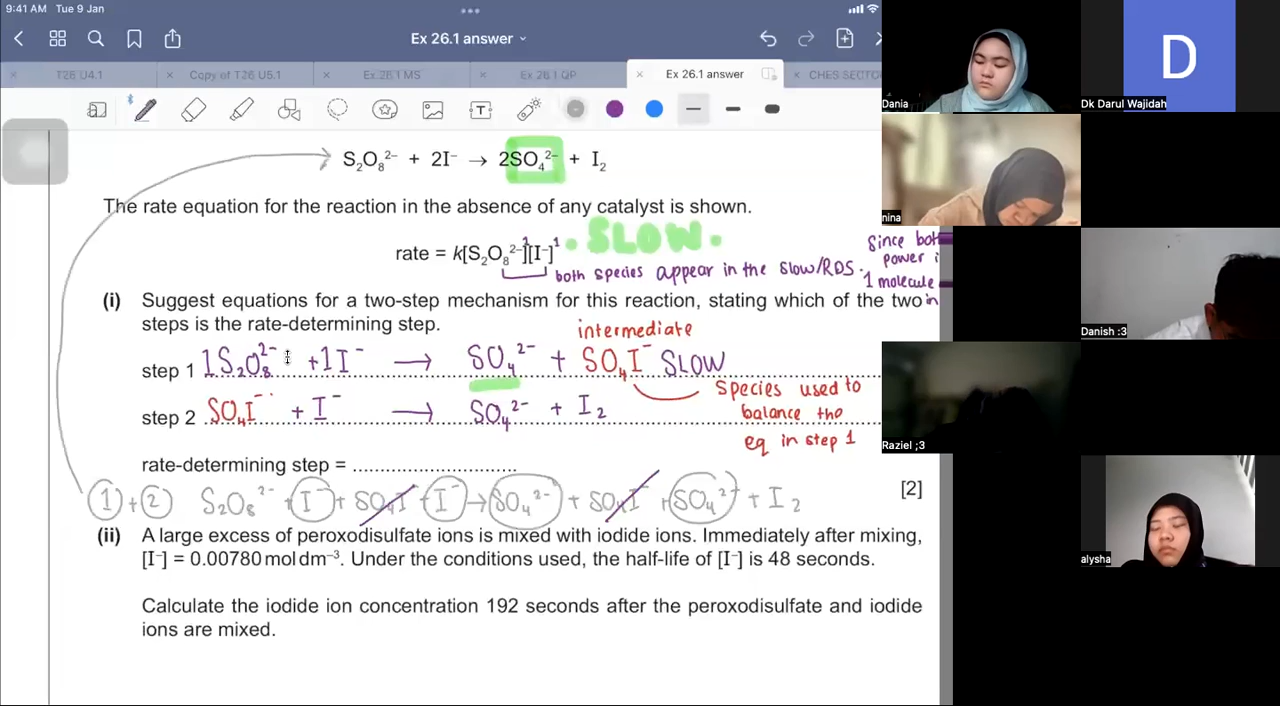 9:41 AM Tue 9 Jan
Ex 26.1 answer
T26 U4.1
Copy of T26 U5.1
Ex 26.1 MS
Ex 26.1 QP
Ex 26.1 answer
S₂O₈²⁻ + 2I⁻ → 2SO₄²⁻ + I₂
The rate equation for the reaction in the absence of any catalyst is shown.
rate = k[S₂O₈²⁻]¹[I⁻]¹ . SLOW .
both species appear in the slow/RDS.
Since both
power i
1 molecule
in
(i) Suggest equations for a two-step mechanism for this reaction, stating which of the two
steps is the rate-determining step.
intermediate
step 1 1S₂O₈²⁻ + 1I⁻ → SO₄²⁻ + SO₄I⁻ SLOW
species used to
balance the
eq in step 1
step 2 SO₄I⁻ + I⁻ → SO₄²⁻ + I₂
rate-determining step = ..............................
① + ② S₂O₈²⁻ + I⁻ + SO₄I⁻ + I⁻ → SO₄²⁻ + SO₄I⁻ + SO₄²⁻ + I₂
[2]
(ii) A large excess of peroxodisulfate ions is mixed with iodide ions. Immediately after mixing,
[I⁻] = 0.00780 mol dm⁻³. Under the conditions used, the half-life of [I⁻] is 48 seconds.
Calculate the iodide ion concentration 192 seconds after the peroxodisulfate and iodide
ions are mixed.
Dania
D
Dk Darul Wajidah
nina
Danish :3
Raziel ;3
alysha